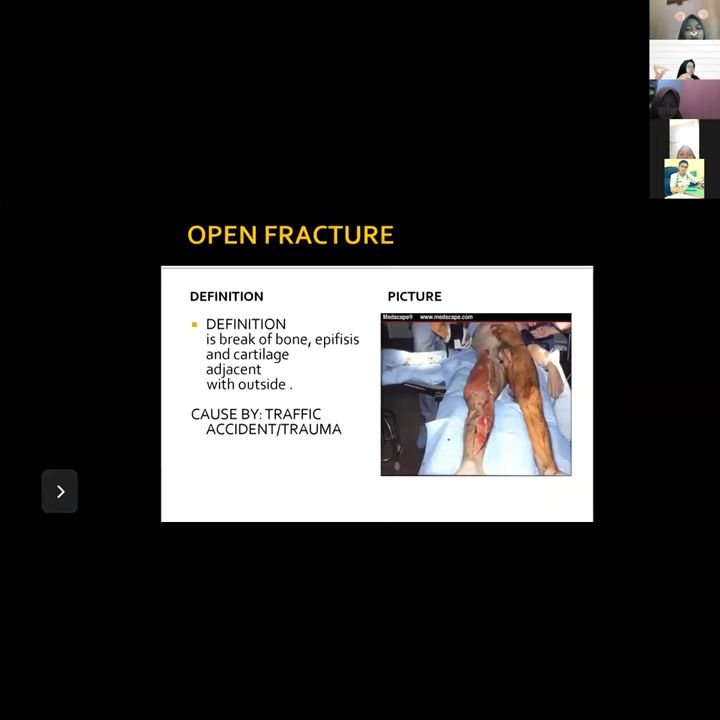 OPEN FRACTURE
DEFINITION
DEFINITION
is break of bone, epifisis
and cartilage
adjacent
with outside .
CAUSE BY: TRAFFIC
ACCIDENT/TRAUMA
PICTURE
Medscape® www.medscape.com